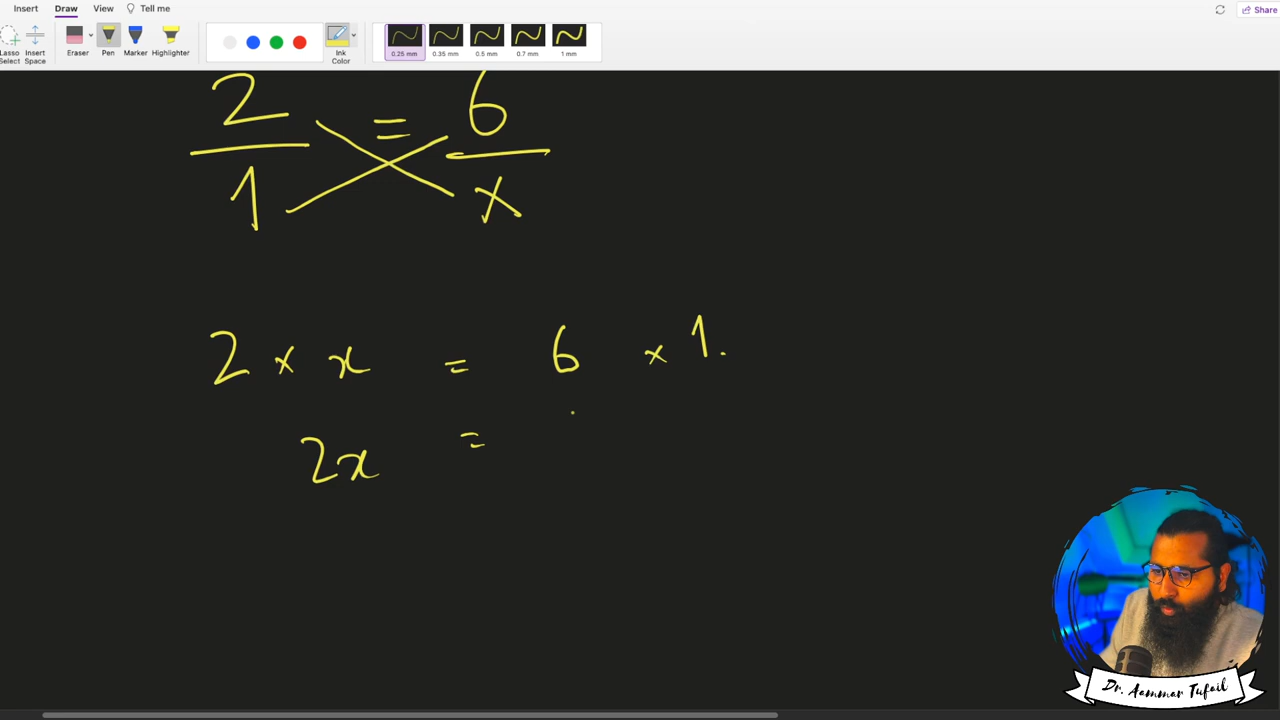 Insert Draw View Tell me Share
Lasso Select Insert Space Eraser Pen Marker Highlighter Ink Color 0.25 mm 0.35 mm 0.5 mm 0.7 mm 1 mm
2 = 6
1 x
2 × x = 6 × 1.
2x =
Dr. Aammar Tufail